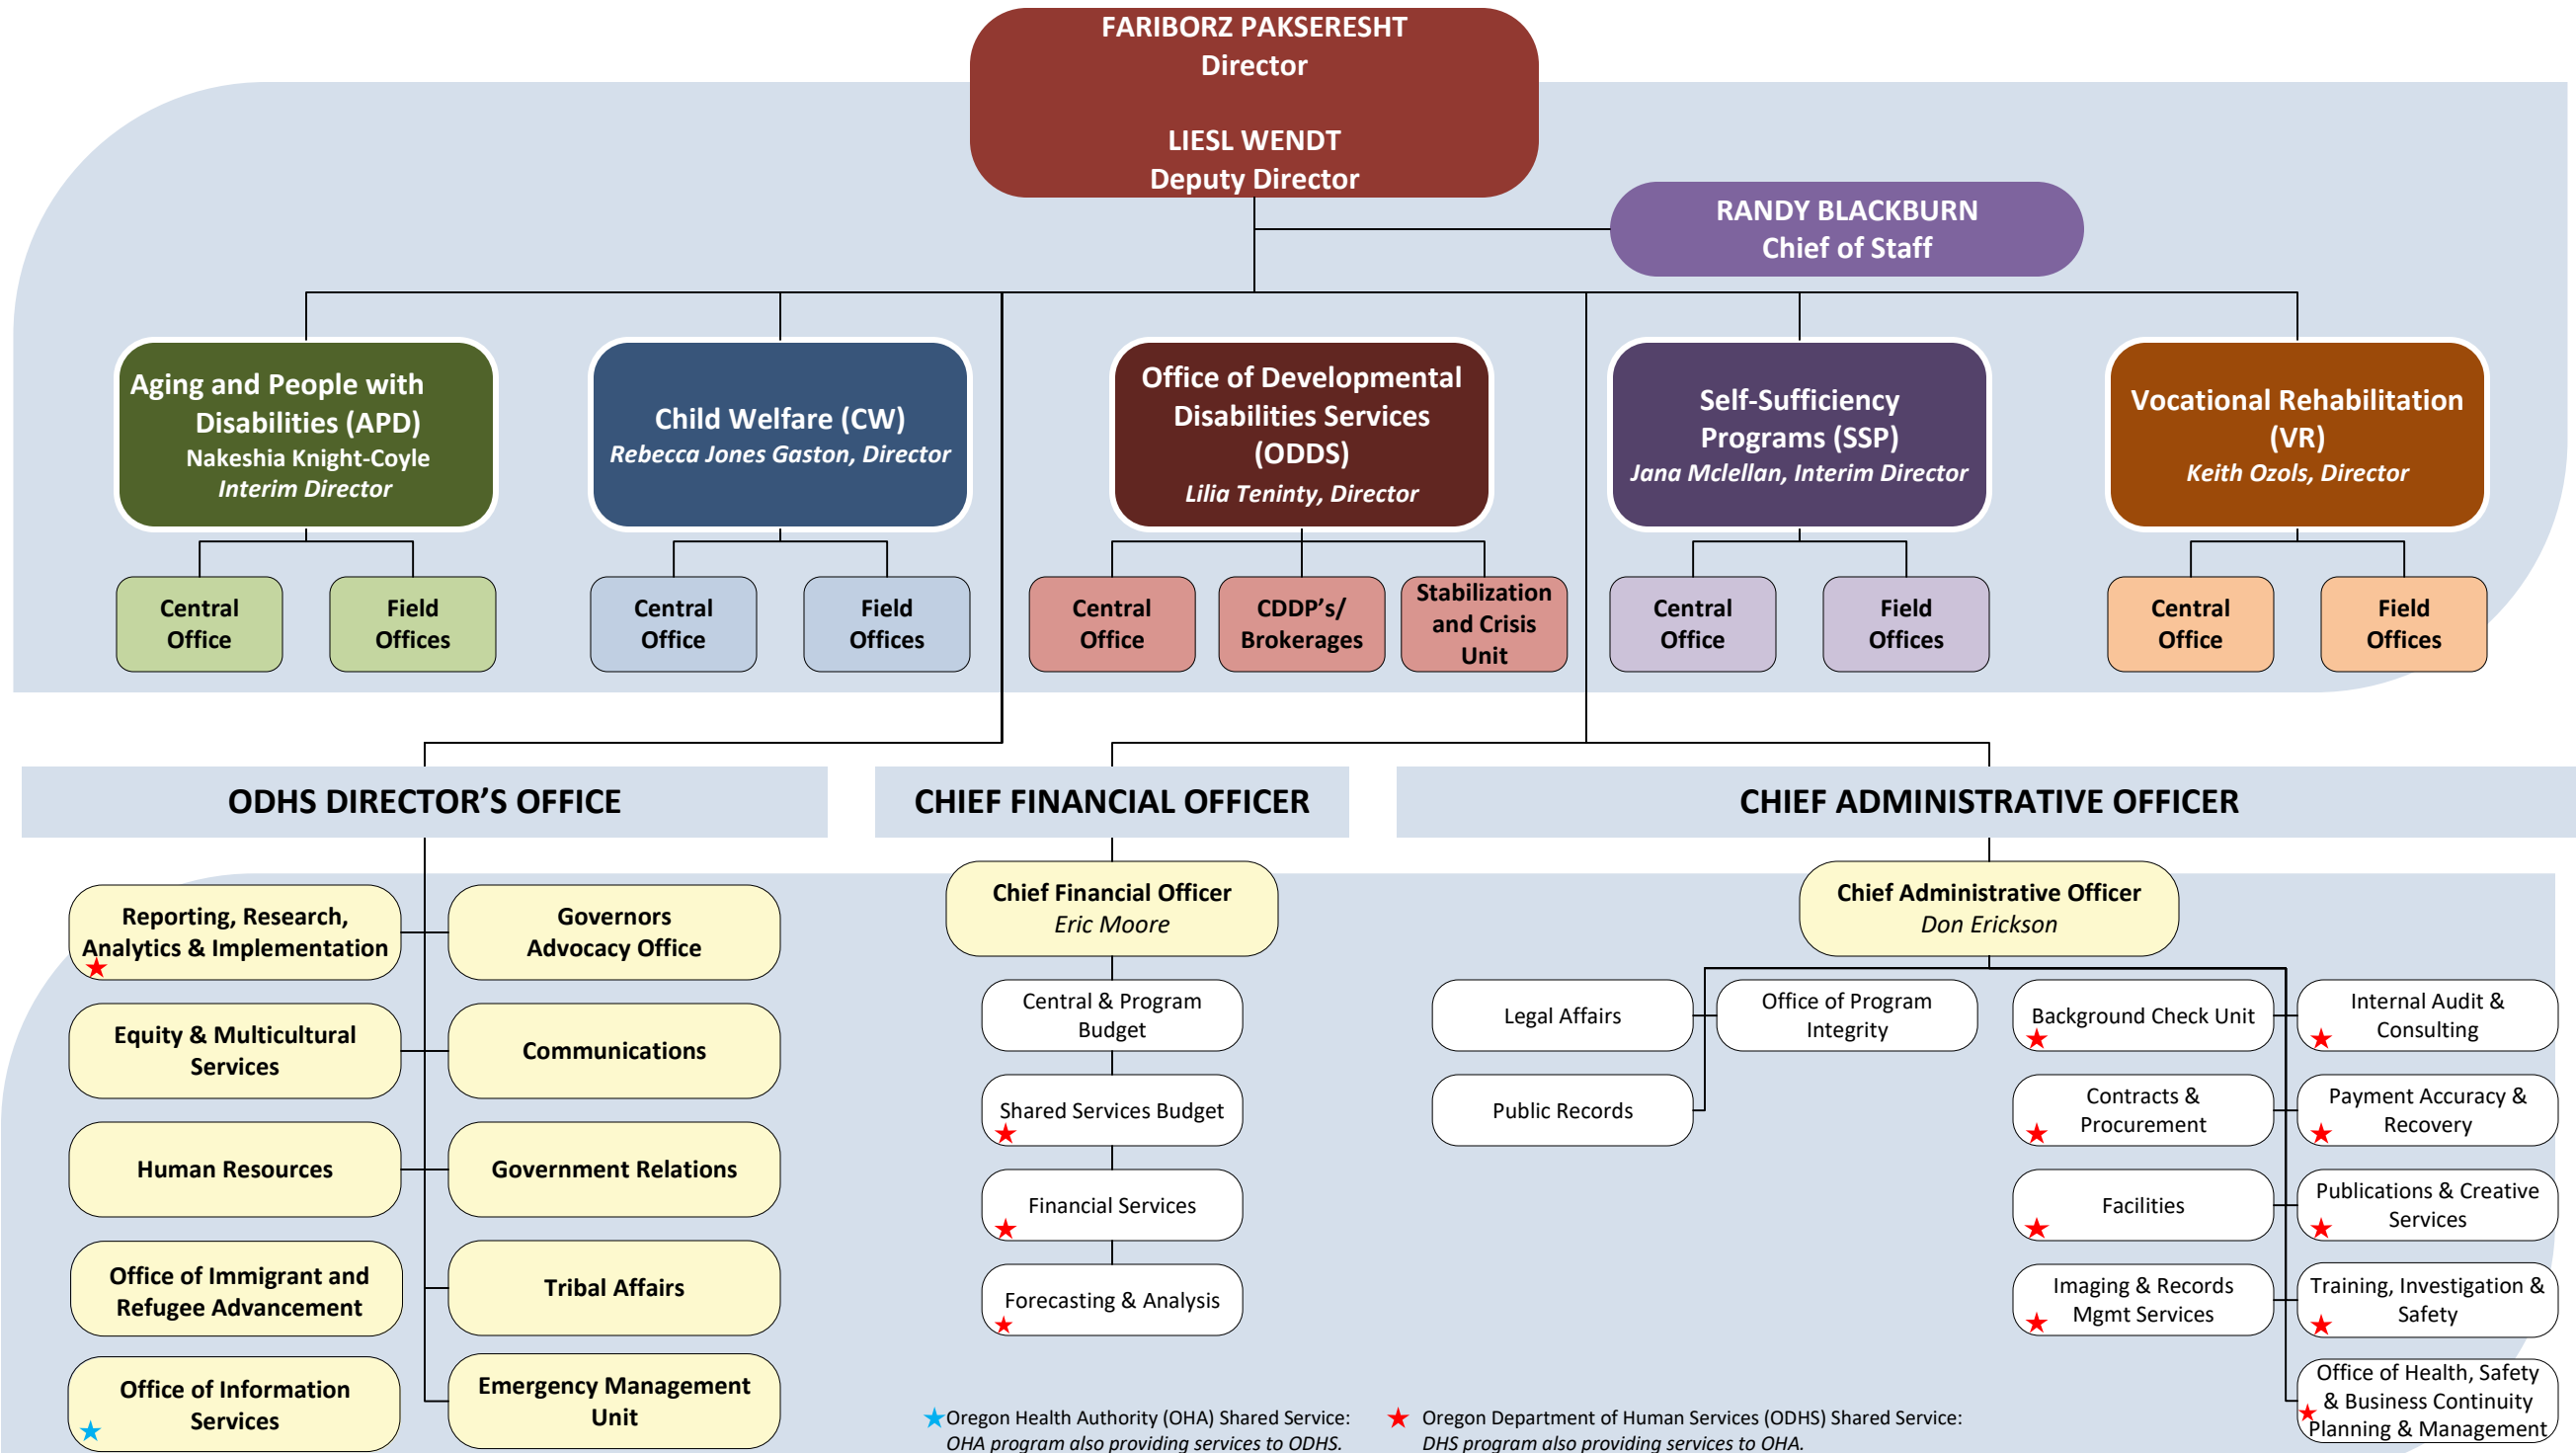 FARIBORZ PAKSERESHT
Director
LIESL WENDT
Deputy Director
RANDY BLACKBURN
Chief of Staff
Aging and People with
Disabilities (APD)
Nakeshia Knight-Coyle
Interim Director
Child Welfare (CW)
Rebecca Jones Gaston, Director
Office of Developmental
Disabilities Services
(ODDS)
Lilia Teninty, Director
Self-Sufficiency
Programs (SSP)
Jana Mclellan, Interim Director
Vocational Rehabilitation
(VR)
Keith Ozols, Director
Central
Office
Field
Offices
Central
Office
Field
Offices
Central
Office
CDDP’s/
Brokerages
Stabilization
and Crisis
Unit
Central
Office
Field
Offices
Central
Office
Field
Offices
ODHS DIRECTOR’S OFFICE
Reporting, Research,
Analytics & Implementation
Governors
Advocacy Office
Equity & Multicultural
Services
Communications
Human Resources
Government Relations
Office of Immigrant and
Refugee Advancement
Tribal Affairs
Office of Information
Services
Emergency Management
Unit
CHIEF FINANCIAL OFFICER
Chief Financial Officer
Eric Moore
Central & Program
Budget
Shared Services Budget
Financial Services
Forecasting & Analysis
CHIEF ADMINISTRATIVE OFFICER
Chief Administrative Officer
Don Erickson
Legal Affairs
Office of Program
Integrity
Public Records
Background Check Unit
Internal Audit &
Consulting
Contracts &
Procurement
Payment Accuracy &
Recovery
Facilities
Publications & Creative
Services
Imaging & Records
Mgmt Services
Training, Investigation &
Safety
Office of Health, Safety
& Business Continuity
Planning & Management
Oregon Health Authority (OHA) Shared Service:
OHA program also providing services to ODHS.
Oregon Department of Human Services (ODHS) Shared Service:
DHS program also providing services to OHA.